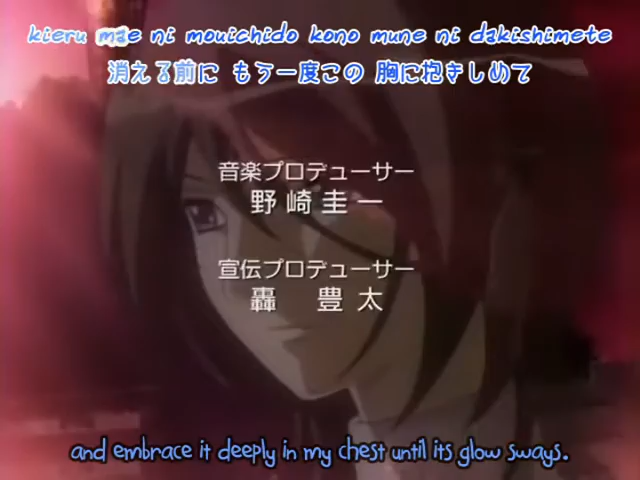 kieru mae ni mouichido kono mune ni dakishimete
消える前に もう一度この 胸に抱きしめて
音楽プロデューサー
野崎圭一
宣伝プロデューサー
轟 豊太
and embrace it deeply in my chest until its glow sways.